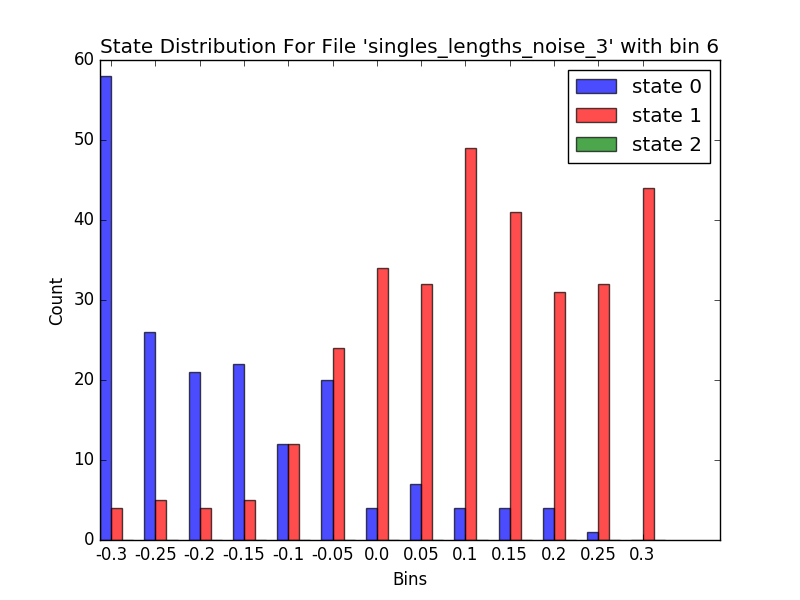 State Distribution For File 'singles_lengths_noise_3' with bin 6
60
50
40
30
20
10
0
Count
state 0
state 1
state 2
-0.3 -0.25 -0.2 -0.15 -0.1 -0.05 0.0 0.05 0.1 0.15 0.2 0.25 0.3
Bins